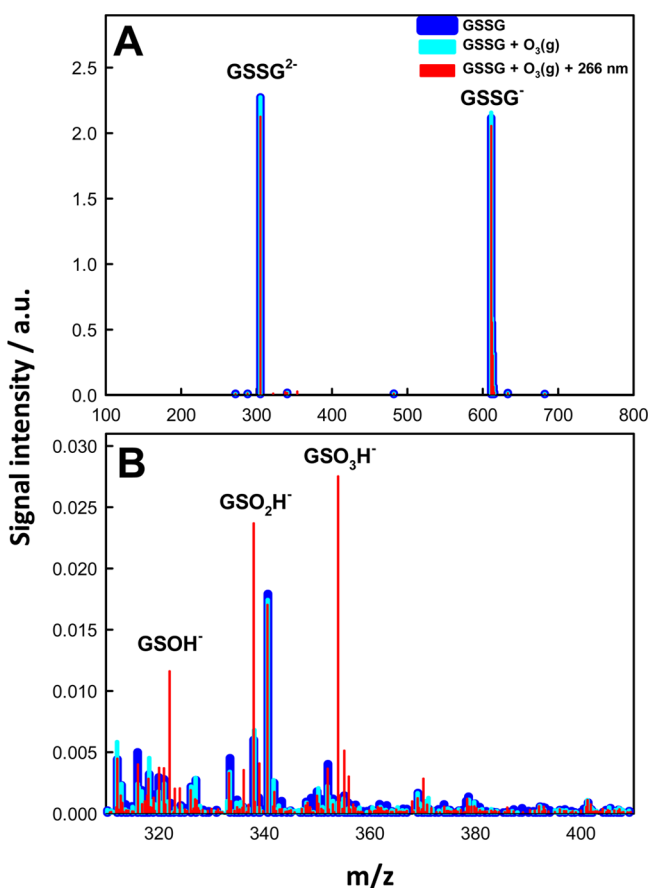 A
GSSG
GSSG + O₃(g)
GSSG + O₃(g) + 266 nm
GSSG²⁻
GSSG⁻
2.5
2.0
1.5
1.0
0.5
0.0
100 200 300 400 500 600 700 800
Signal intensity / a.u.
B
GSO₃H⁻
GSO₂H⁻
GSOH⁻
0.030
0.025
0.020
0.015
0.010
0.005
0.000
320 340 360 380 400
m/z